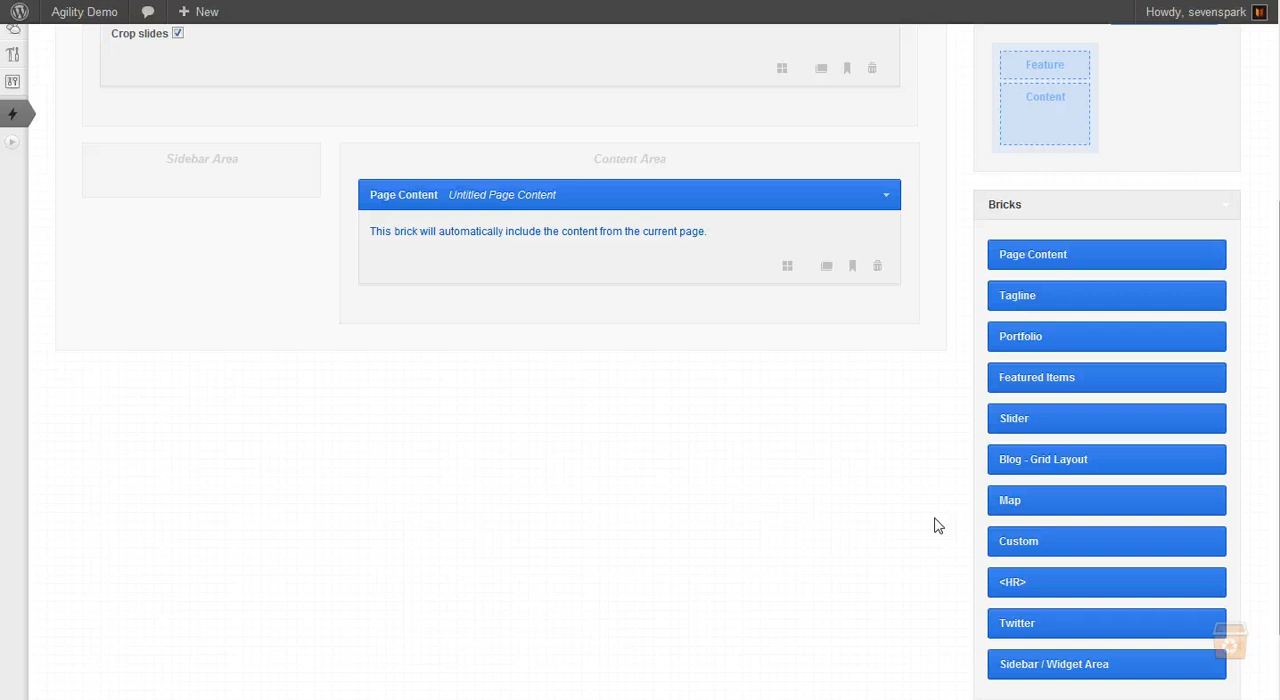 Agility Demo
New
Howdy, sevenspark
Crop slides
Sidebar Area
Content Area
Page Content Untitled Page Content
This brick will automatically include the content from the current page.
Feature
Content
Bricks
Page Content
Tagline
Portfolio
Featured Items
Slider
Blog - Grid Layout
Map
Custom
<HR>
Twitter
Sidebar / Widget Area